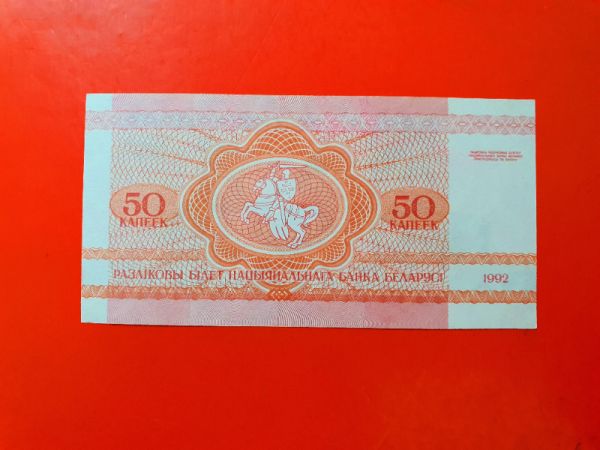 50
КАПЕЕК
50
КАПЕЕК
РАЗЛІКОВЫ БІЛЕТ НАЦЫЯНАЛЬНАГА БАНКА БЕЛАРУСІ 1992